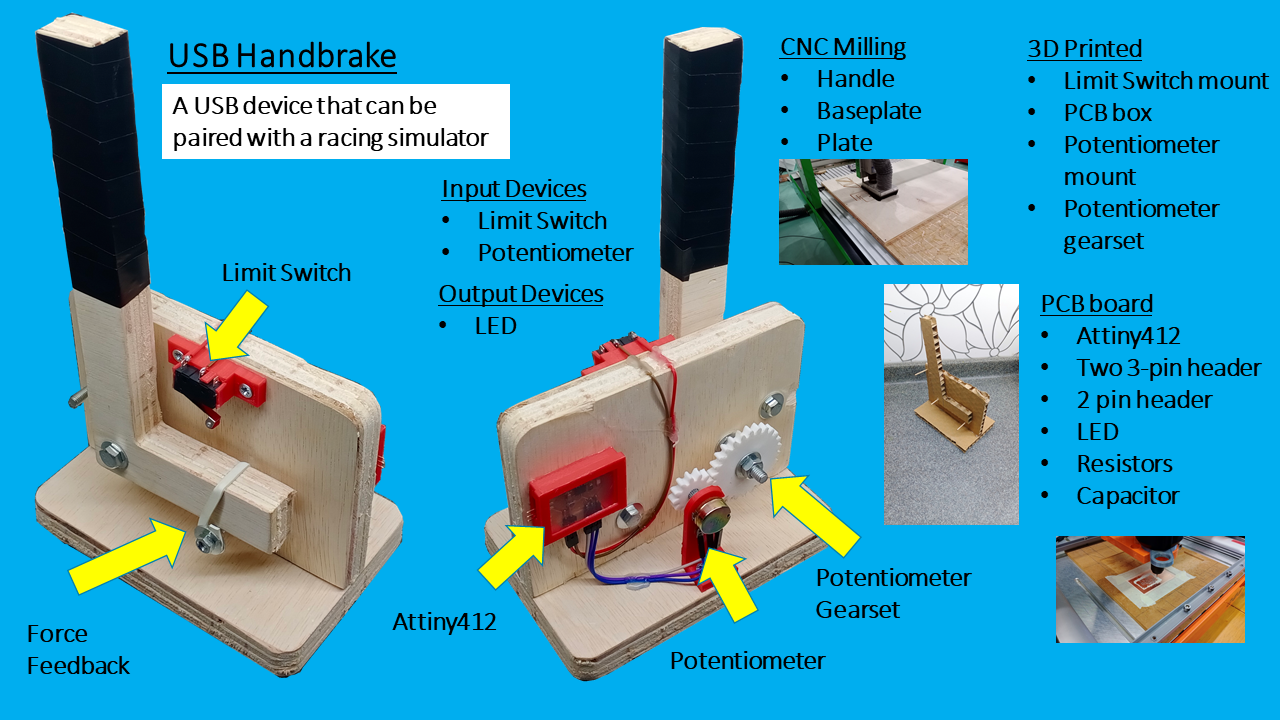 USB Handbrake
A USB device that can be
paired with a racing simulator
Input Devices
• Limit Switch
• Potentiometer
Output Devices
• LED
CNC Milling
• Handle
• Baseplate
• Plate
3D Printed
• Limit Switch mount
• PCB box
• Potentiometer
mount
• Potentiometer
gearset
PCB board
• Attiny412
• Two 3-pin header
• 2 pin header
• LED
• Resistors
• Capacitor
Limit Switch
Force
Feedback
Attiny412
Potentiometer
Potentiometer
Gearset